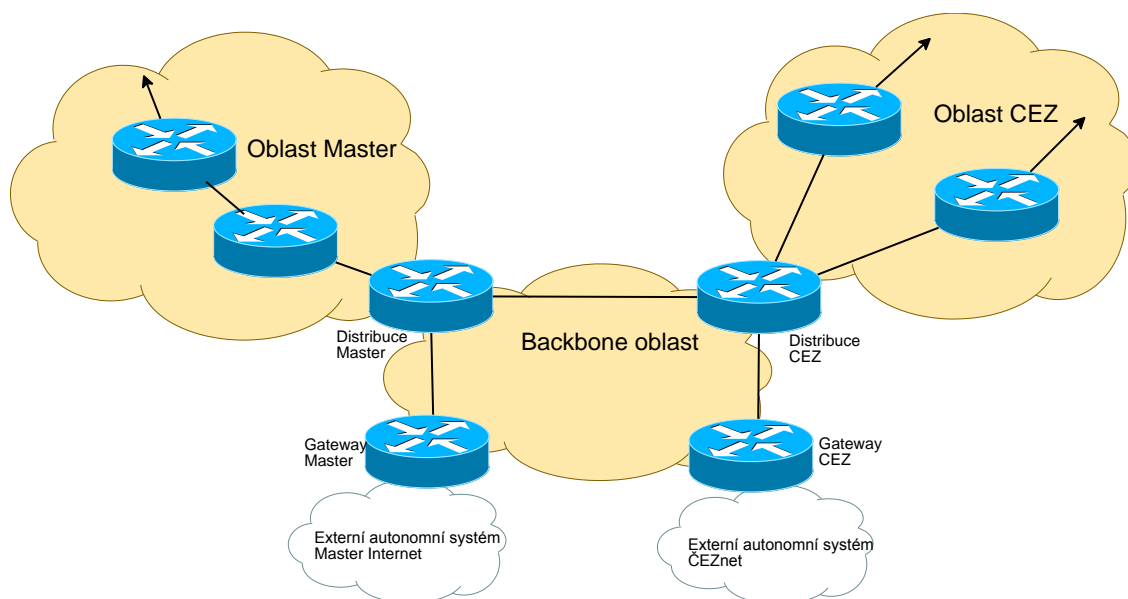 Oblast Master
Oblast CEZ
Backbone oblast
Distribuce
Master
Distribuce
CEZ
Gateway
Master
Gateway
CEZ
Externí autonomní systém
Master Internet
Externí autonomní systém
ČEZnet